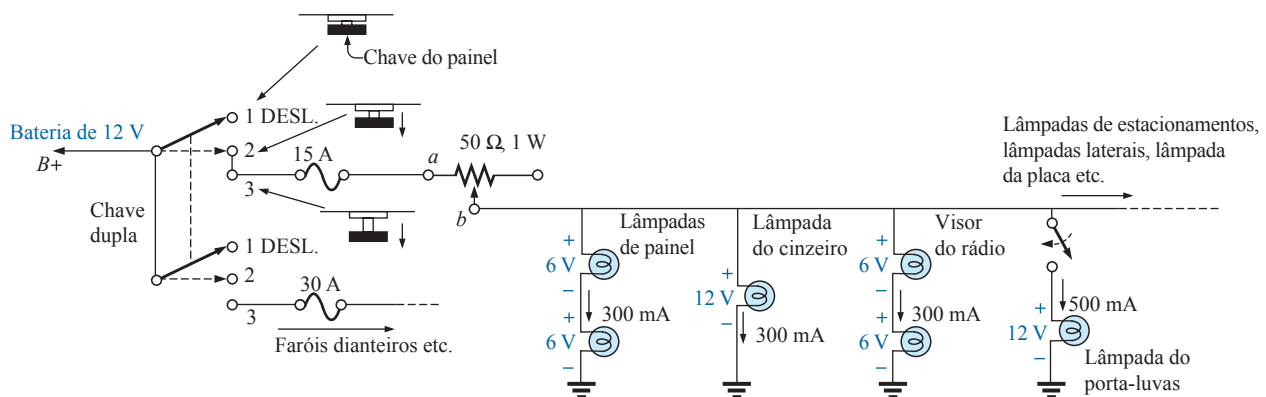 Chave do painel
1 DESL.
Bateria de 12 V
B+
2
15 A
a
50 Ω, 1 W
3
b
Chave
dupla
1 DESL.
2
30 A
3
Faróis dianteiros etc.
Lâmpadas de estacionamentos,
lâmpadas laterais, lâmpada
da placa etc.
Lâmpadas
de painel
+
6 V
−
300 mA
+
6 V
−
Lâmpada
do cinzeiro
+
12 V
−
300 mA
Visor
do rádio
+
6 V
−
300 mA
+
6 V
−
500 mA
+
12 V
−
Lâmpada do
porta-luvas